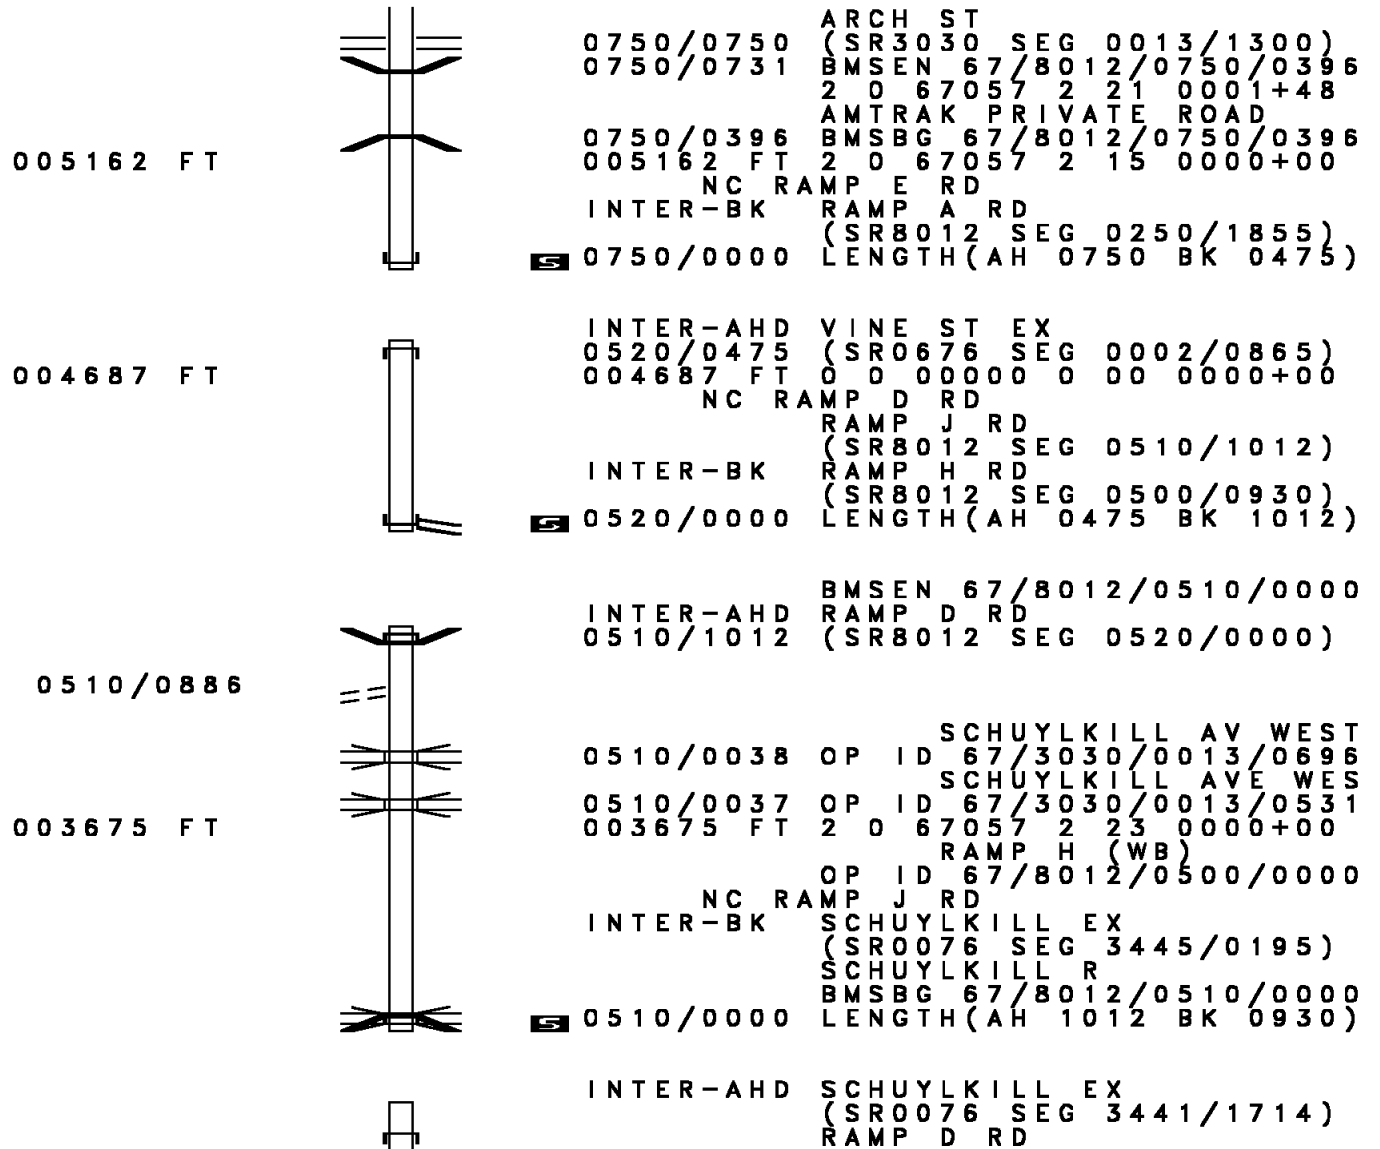 ARCH ST
0750/0750 (SR3030 SEG 0013/1300)
0750/0731 BMSEN 67/8012/0750/0396
2 0 67057 2 21 0001+48
AMTRAK PRIVATE ROAD
0750/0396 BMSBG 67/8012/0750/0396
005162 FT 005162 FT 2 0 67057 2 15 0000+00
NC RAMP E RD
INTER-BK RAMP A RD
(SR8012 SEG 0250/1855)
S 0750/0000 LENGTH(AH 0750 BK 0475)
INTER-AHD VINE ST EX
0520/0475 (SR0676 SEG 0002/0865)
004687 FT 004687 FT 0 0 00000 0 00 0000+00
NC RAMP D RD
RAMP J RD
(SR8012 SEG 0510/1012)
INTER-BK RAMP H RD
(SR8012 SEG 0500/0930)
S 0520/0000 LENGTH(AH 0475 BK 1012)
BMSEN 67/8012/0510/0000
INTER-AHD RAMP D RD
0510/1012 (SR8012 SEG 0520/0000)
0510/0886
SCHUYLKILL AV WEST
0510/0038 OP ID 67/3030/0013/0696
SCHUYLKILL AVE WES
0510/0037 OP ID 67/3030/0013/0531
003675 FT 003675 FT 2 0 67057 2 23 0000+00
RAMP H (WB)
OP ID 67/8012/0500/0000
NC RAMP J RD
INTER-BK SCHUYLKILL EX
(SR0076 SEG 3445/0195)
SCHUYLKILL R
BMSBG 67/8012/0510/0000
S 0510/0000 LENGTH(AH 1012 BK 0930)
INTER-AHD SCHUYLKILL EX
(SR0076 SEG 3441/1714)
RAMP D RD